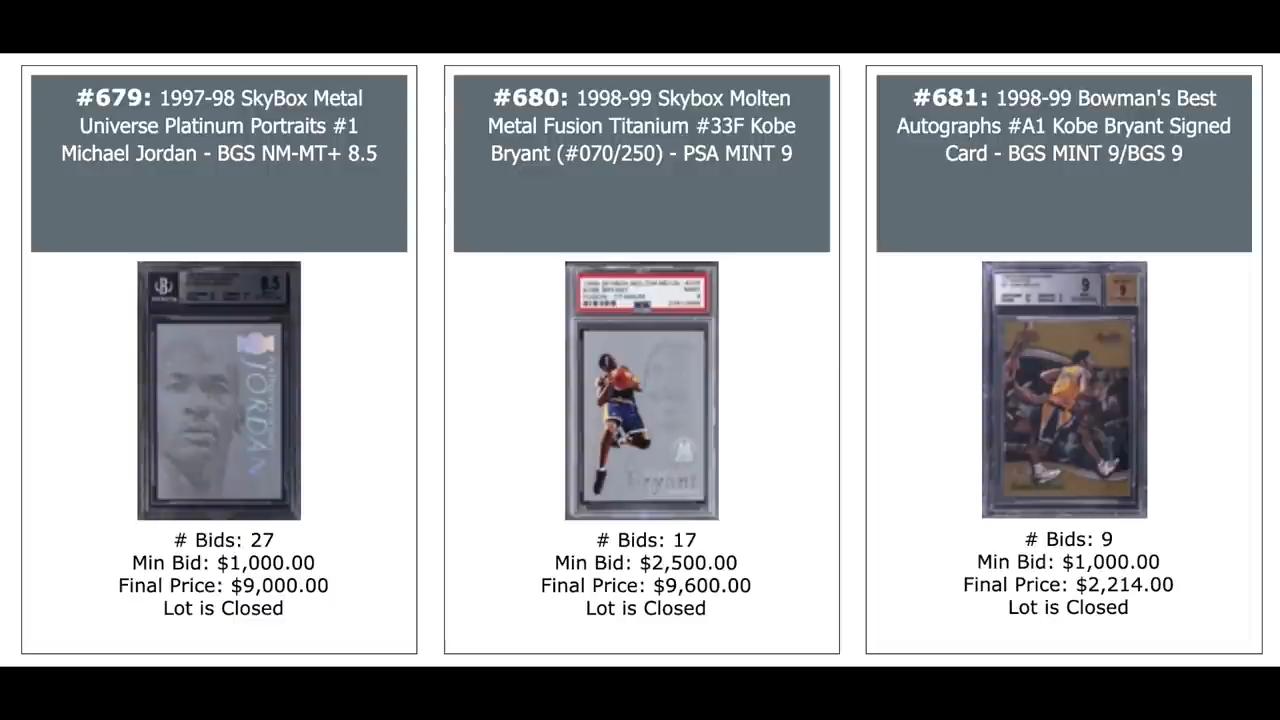 #679: 1997-98 SkyBox Metal
Universe Platinum Portraits #1
Michael Jordan - BGS NM-MT+ 8.5
8.5
JORDAN
# Bids: 27
Min Bid: $1,000.00
Final Price: $9,000.00
Lot is Closed
#680: 1998-99 Skybox Molten
Metal Fusion Titanium #33F Kobe
Bryant (#070/250) - PSA MINT 9
Bryant
# Bids: 17
Min Bid: $2,500.00
Final Price: $9,600.00
Lot is Closed
#681: 1998-99 Bowman's Best
Autographs #A1 Kobe Bryant Signed
Card - BGS MINT 9/BGS 9
9
9
# Bids: 9
Min Bid: $1,000.00
Final Price: $2,214.00
Lot is Closed